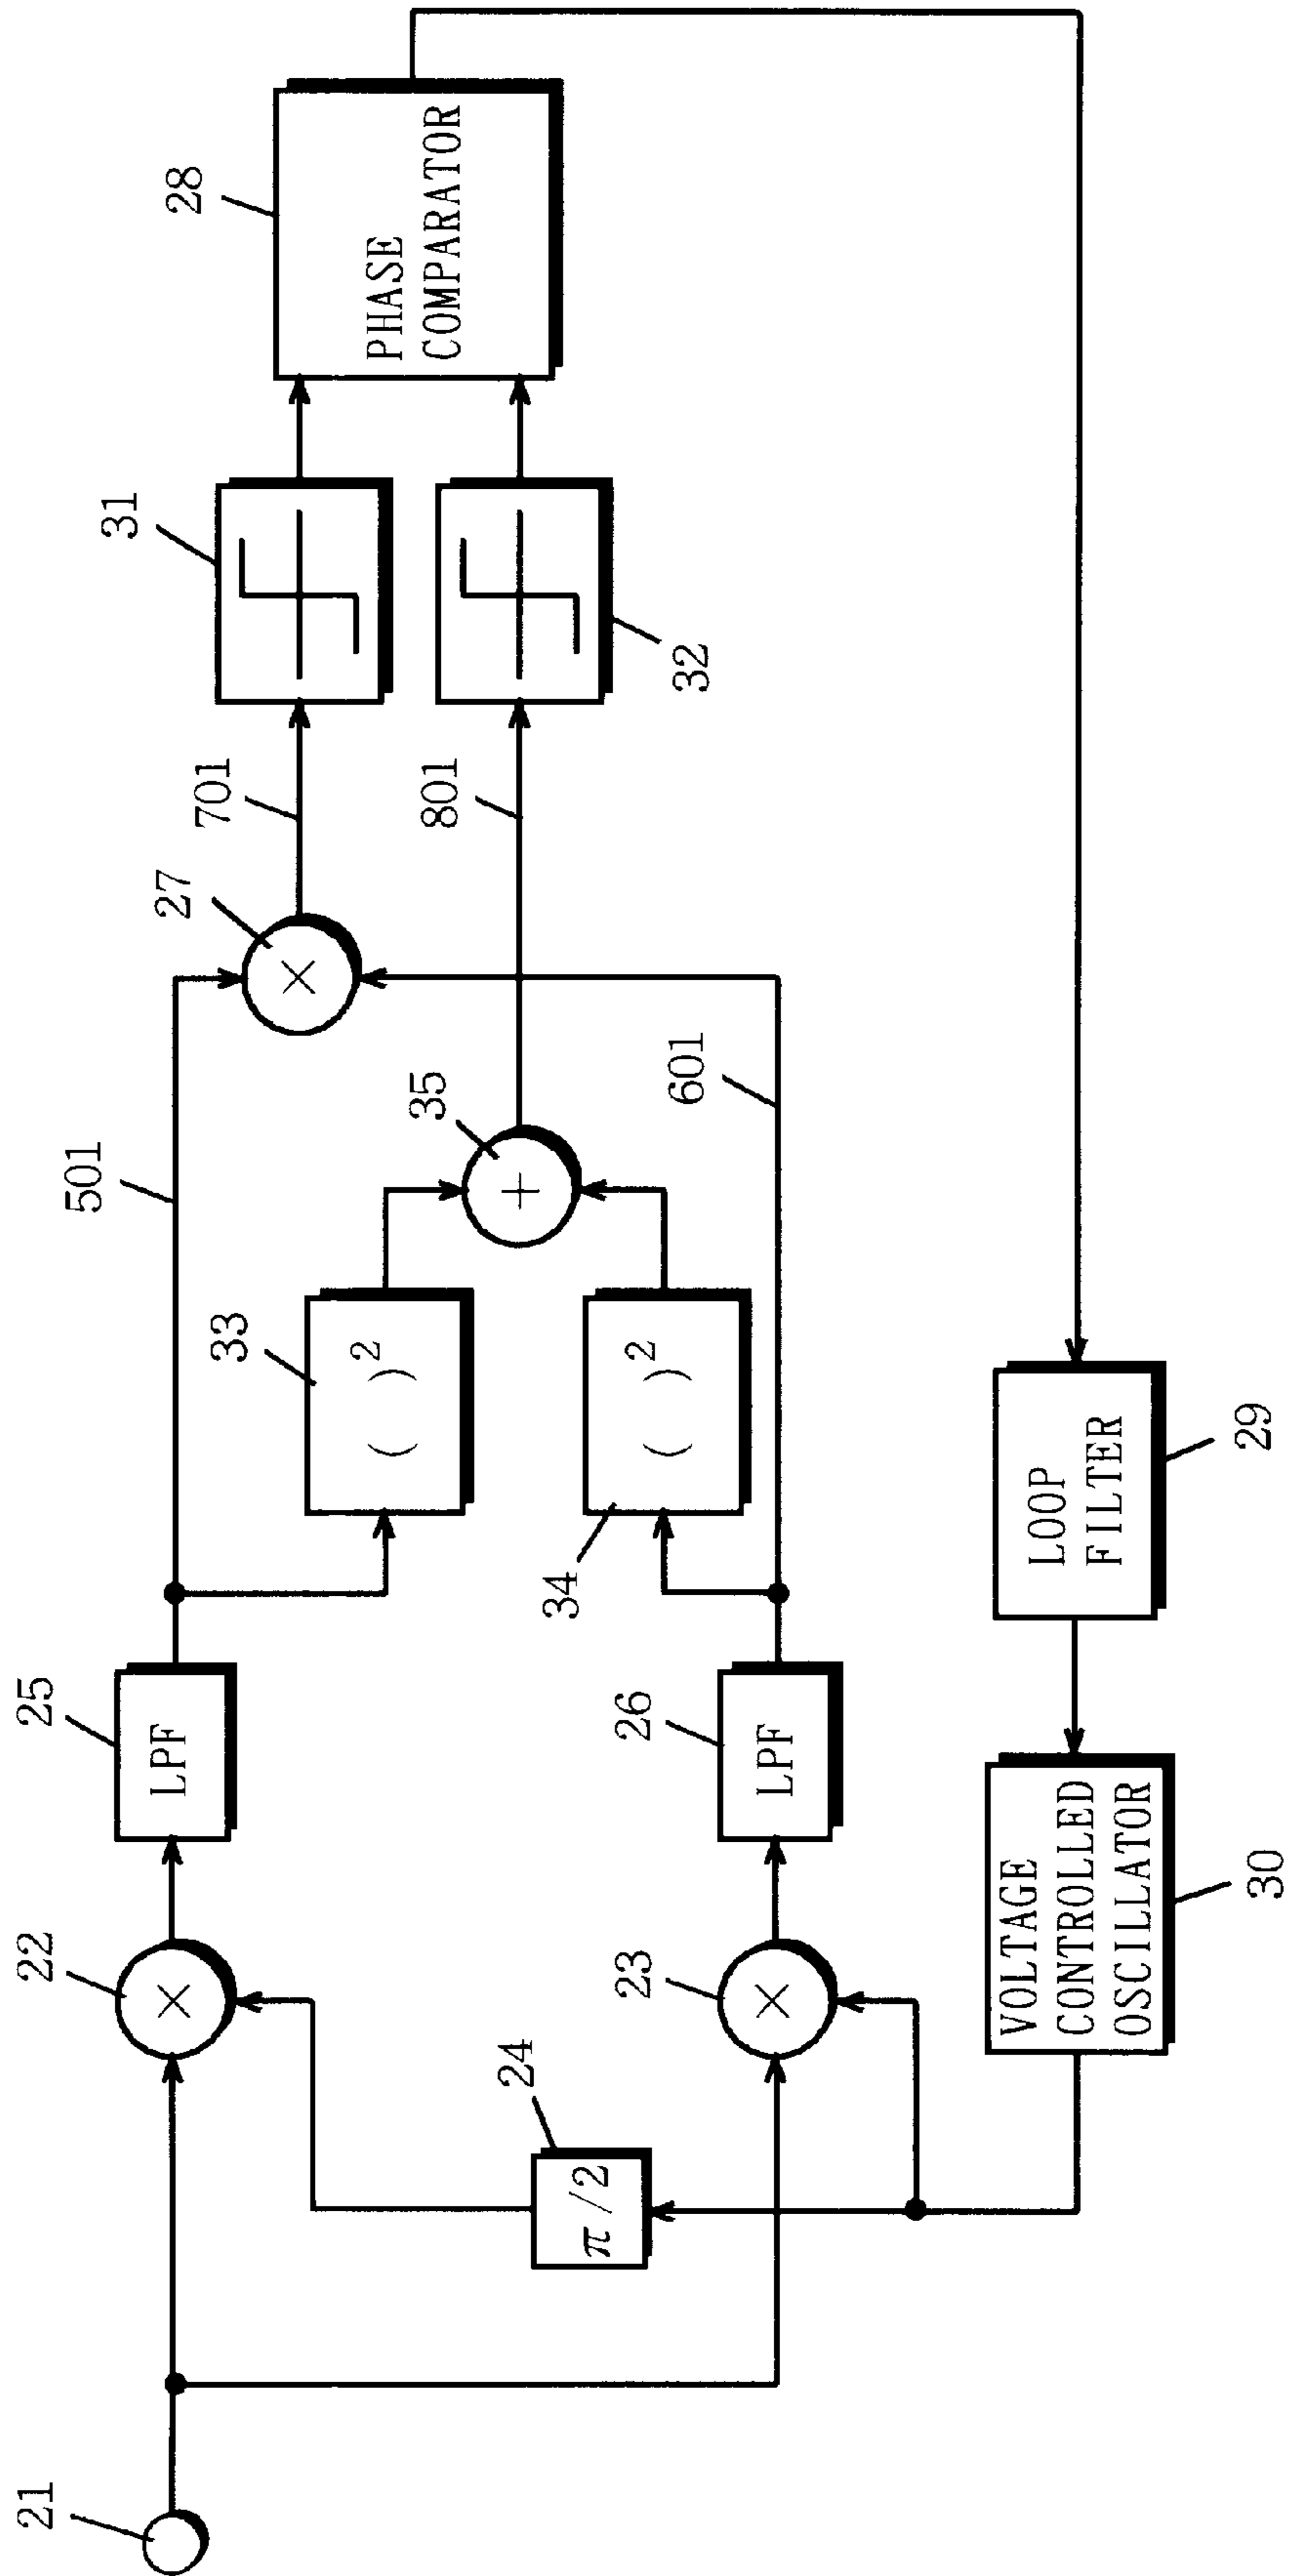 21
22
25
501
27
701
31
28
PHASE
COMPARATOR
×
LPF
33
( )²
35
+
×
801
32
24
π/2
34
( )²
601
23
×
26
LPF
VOLTAGE
CONTROLLED
OSCILLATOR
30
LOOP
FILTER
29